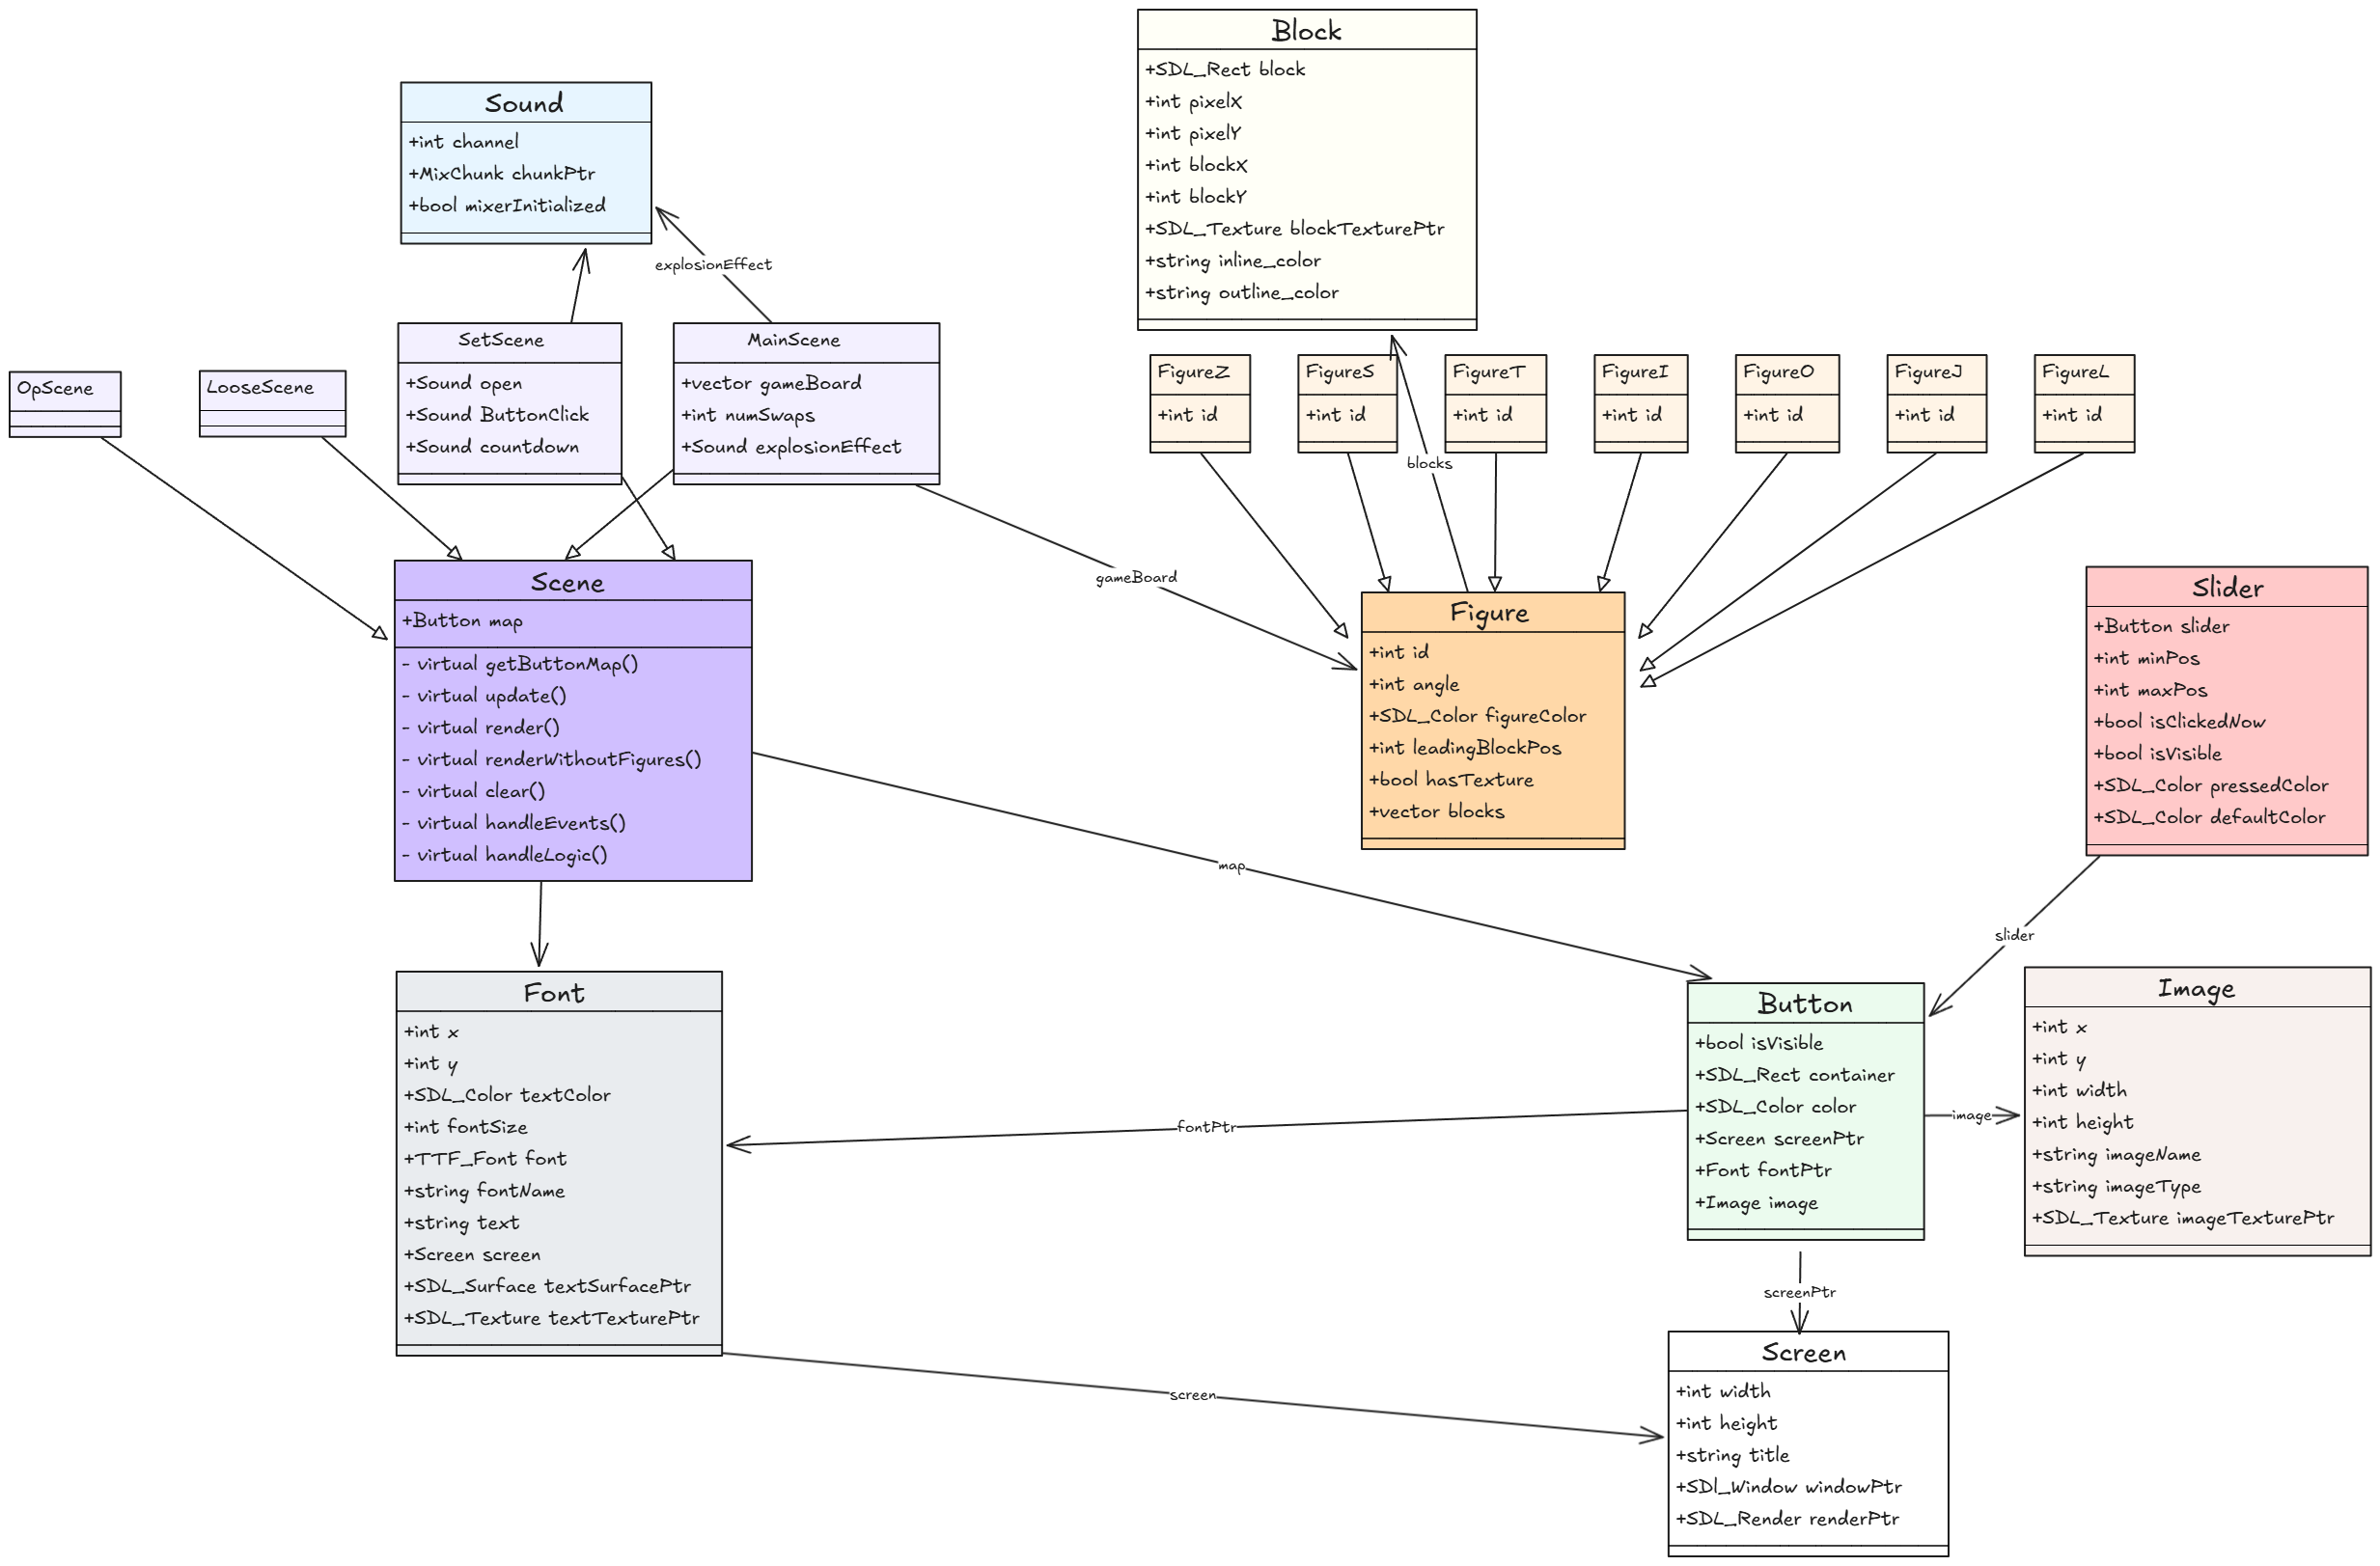 Block
+SDL_Rect block
+int pixelX
+int pixelY
+int blockX
+int blockY
+SDL_Texture blockTexturePtr
+string inline_color
+string outline_color
Sound
+int channel
+MixChunk chunkPtr
+bool mixerInitialized
explosionEffect
OpScene
LooseScene
SetScene
+Sound open
+Sound ButtonClick
+Sound countdown
MainScene
+vector gameBoard
+int numSwaps
+Sound explosionEffect
FigureZ
+int id
FigureS
+int id
FigureT
+int id
FigureI
+int id
FigureO
+int id
FigureJ
+int id
FigureL
+int id
blocks
gameBoard
Scene
+Button map
- virtual getButtonMap()
- virtual update()
- virtual render()
- virtual renderWithoutFigures()
- virtual clear()
- virtual handleEvents()
- virtual handleLogic()
Figure
+int id
+int angle
+SDL_Color figureColor
+int leadingBlockPos
+bool hasTexture
+vector blocks
Slider
+Button slider
+int minPos
+int maxPos
+bool isClickedNow
+bool isVisible
+SDL_Color pressedColor
+SDL_Color defaultColor
map
slider
Font
+int x
+int y
+SDL_Color textColor
+int fontSize
+TTF_Font font
+string fontName
+string text
+Screen screen
+SDL_Surface textSurfacePtr
+SDL_Texture textTexturePtr
fontPtr
Button
+bool isVisible
+SDL_Rect container
+SDL_Color color
+Screen screenPtr
+Font fontPtr
+Image image
image
Image
+int x
+int y
+int width
+int height
+string imageName
+string imageType
+SDL_Texture imageTexturePtr
screenPtr
screen
Screen
+int width
+int height
+string title
+SDl_Window windowPtr
+SDL_Render renderPtr